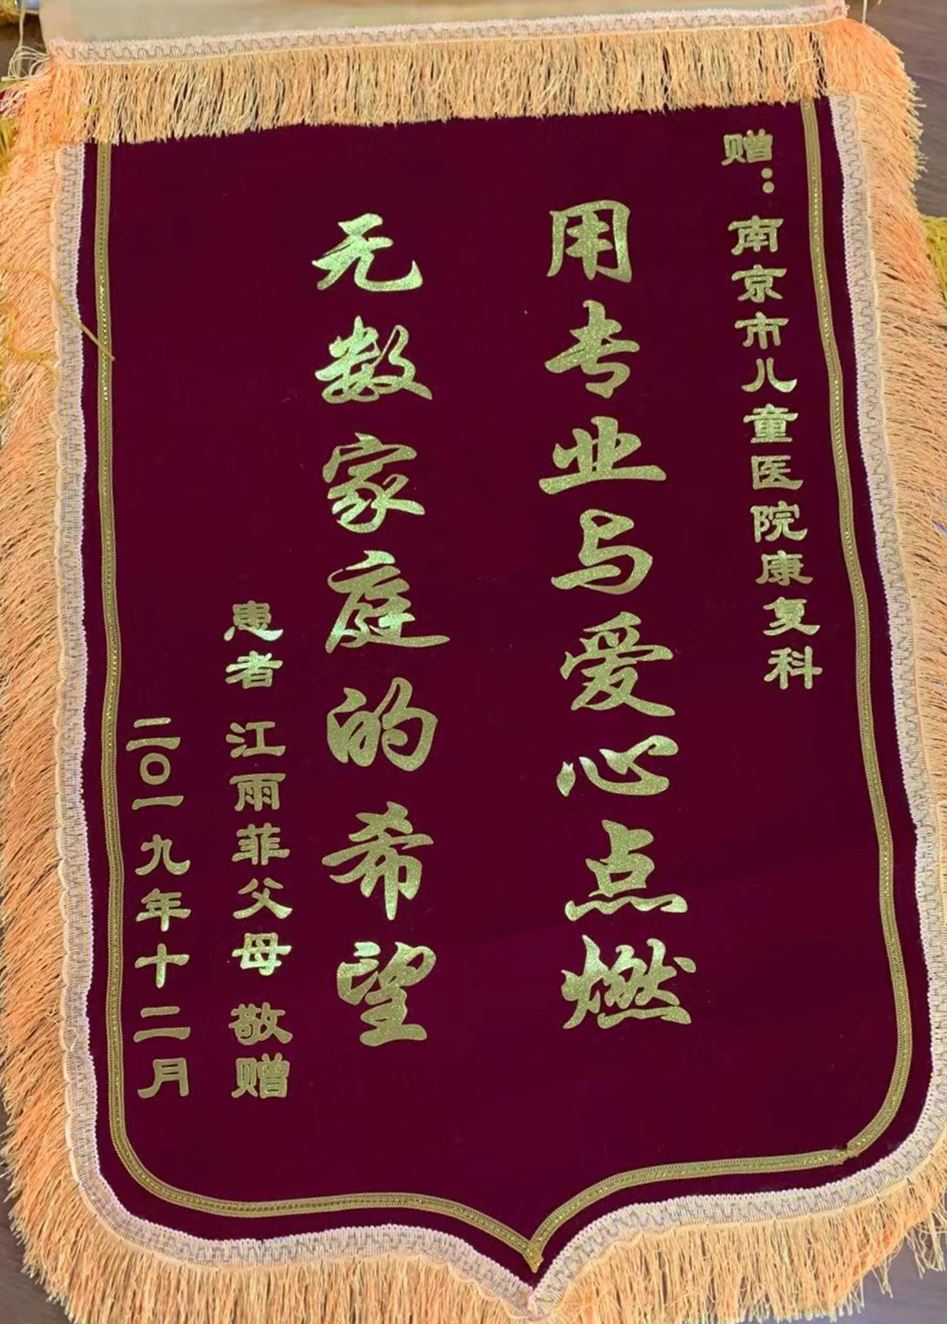 赠：南京市儿童医院康复科
用专业与爱心点燃
无数家庭的希望
患者 江雨菲父母 敬赠
二〇一九年十二月